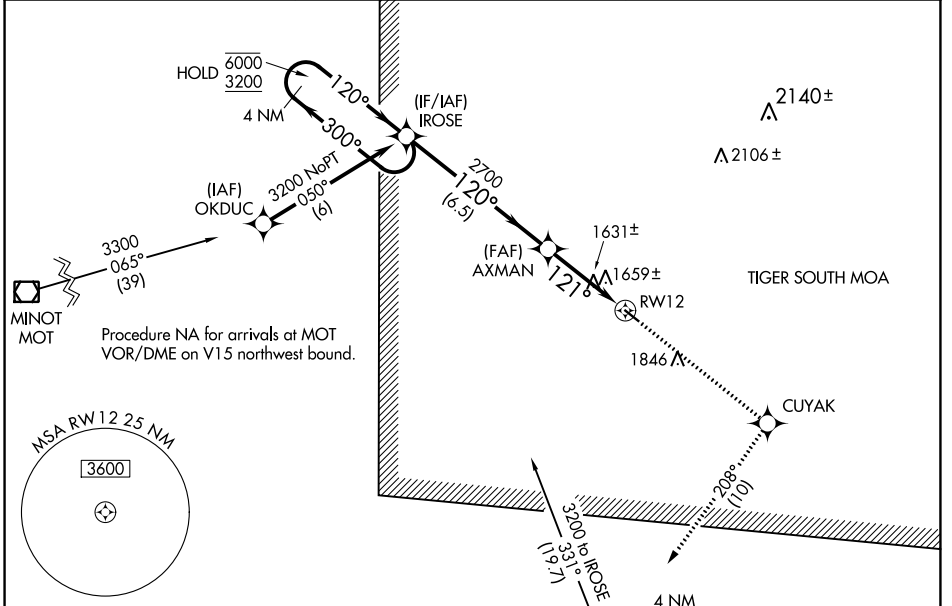 HOLD 6000
3200
4 NM
120°
300°
(IF/IAF)
IROSE
2140±
2106±
3200 NoPT
050°
(6)
(IAF)
OKDUC
2700
120°
(6.5)
3300
065°
(39)
(FAF)
AXMAN
121°
1631±
1659±
RW12
TIGER SOUTH MOA
MINOT
MOT
Procedure NA for arrivals at MOT
VOR/DME on V15 northwest bound.
1846
CUYAK
MSA RW12 25 NM
3600
208°
(10)
3200 to IROSE
331°
(19.7)
4 NM